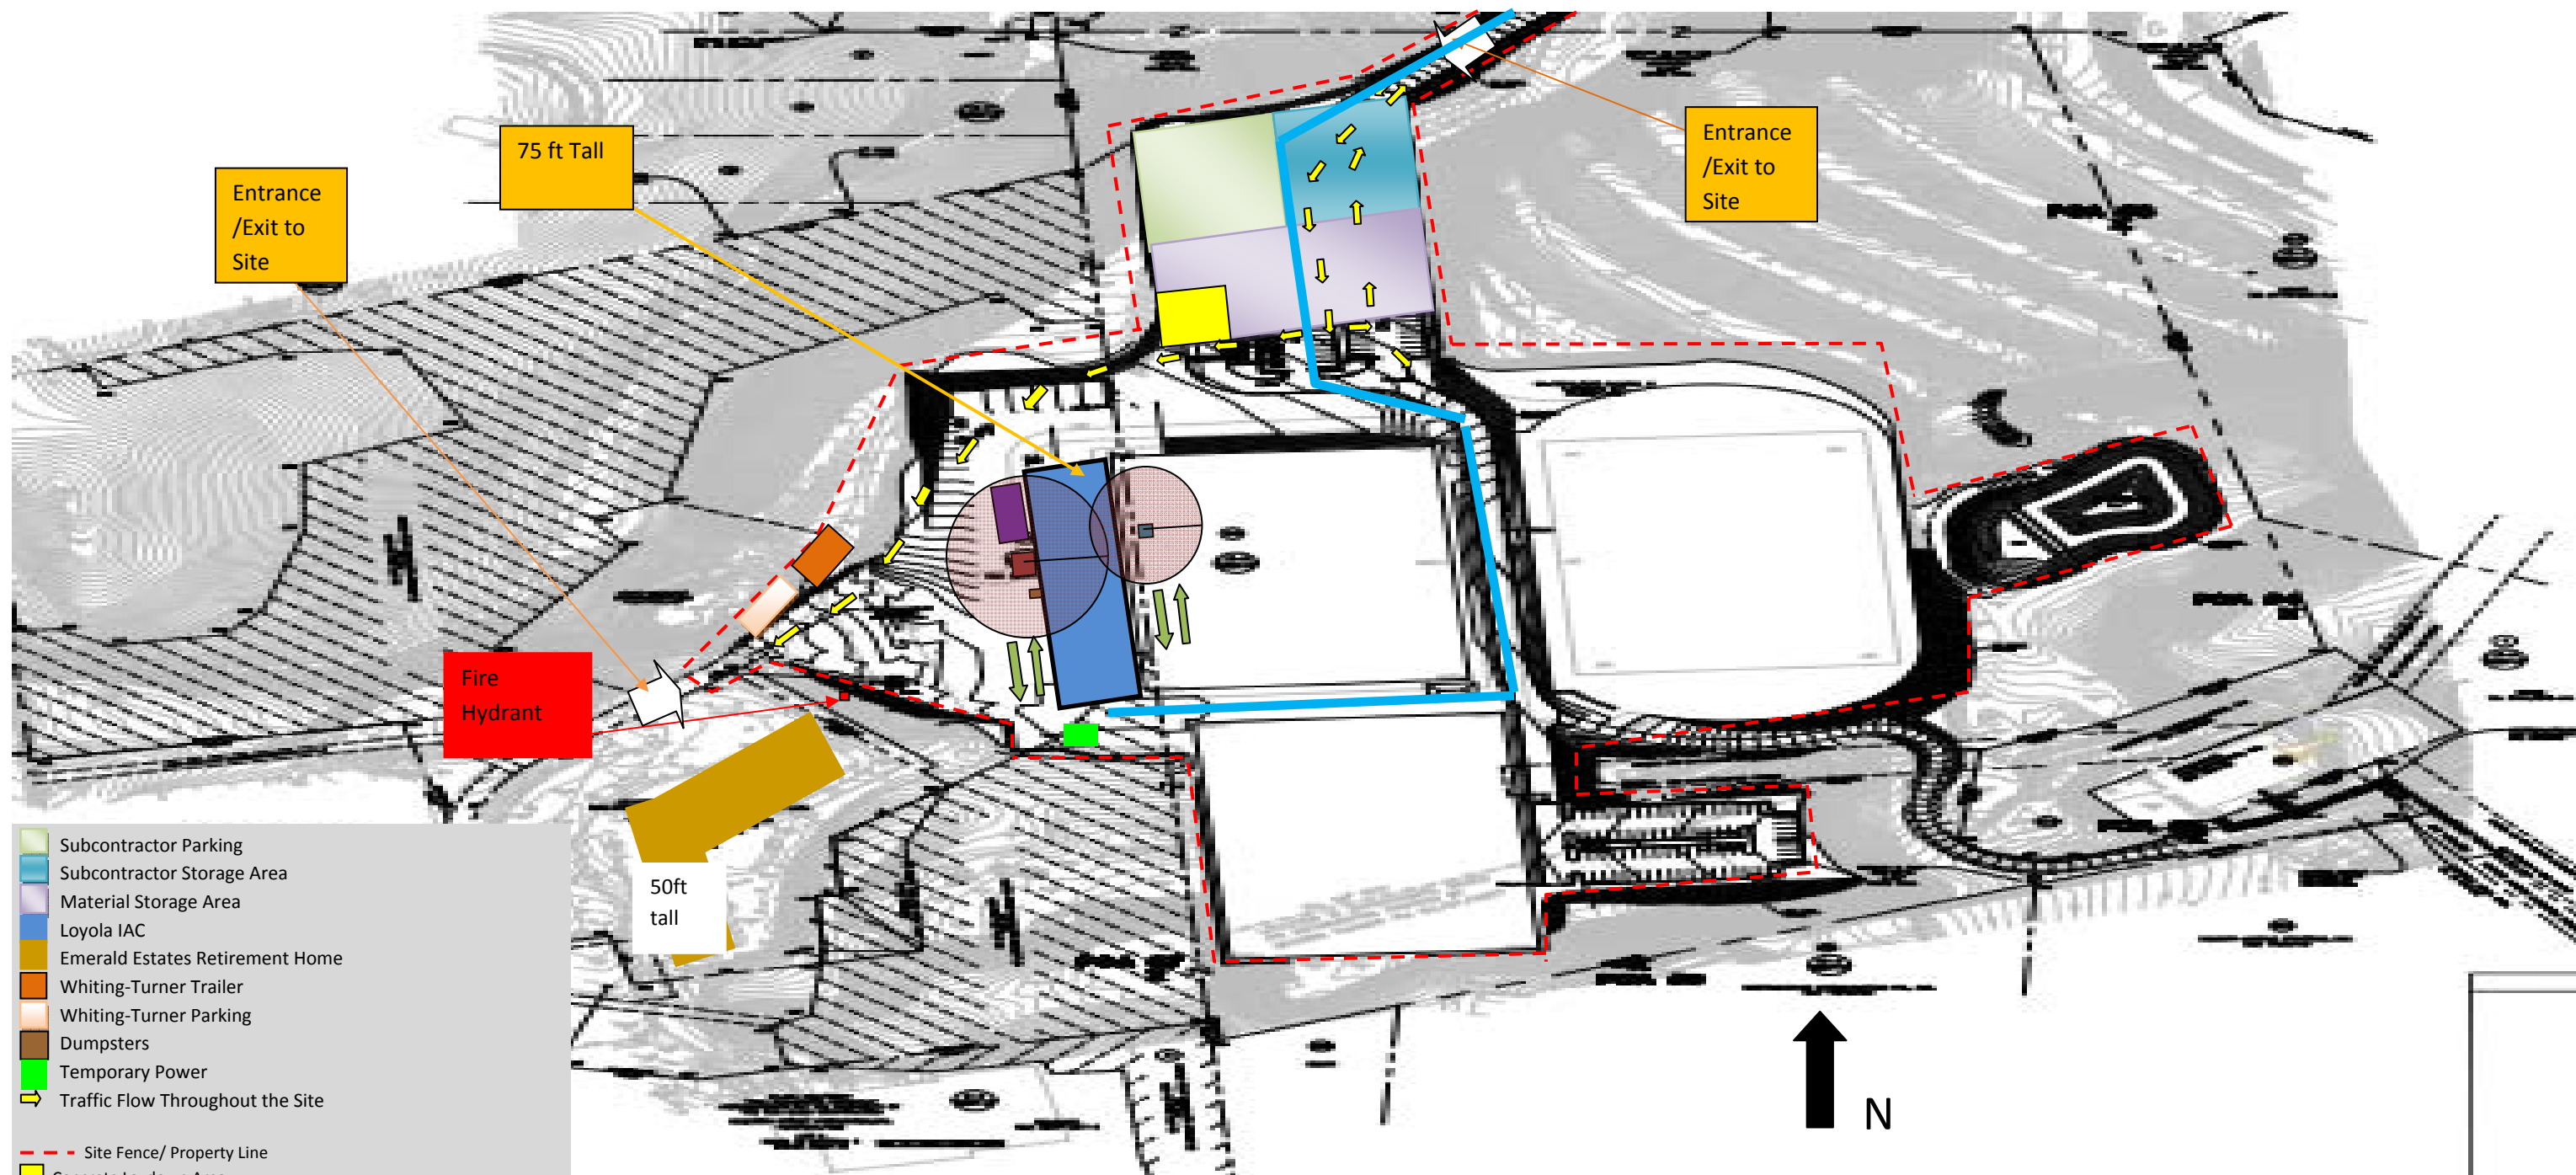 Entrance
/Exit to
Site
75 ft Tall
Entrance
/Exit to
Site
Fire
Hydrant
50ft
tall
Subcontractor Parking
Subcontractor Storage Area
Material Storage Area
Loyola IAC
Emerald Estates Retirement Home
Whiting-Turner Trailer
Whiting-Turner Parking
Dumpsters
Temporary Power
Traffic Flow Throughout the Site
Site Fence/ Property Line
N